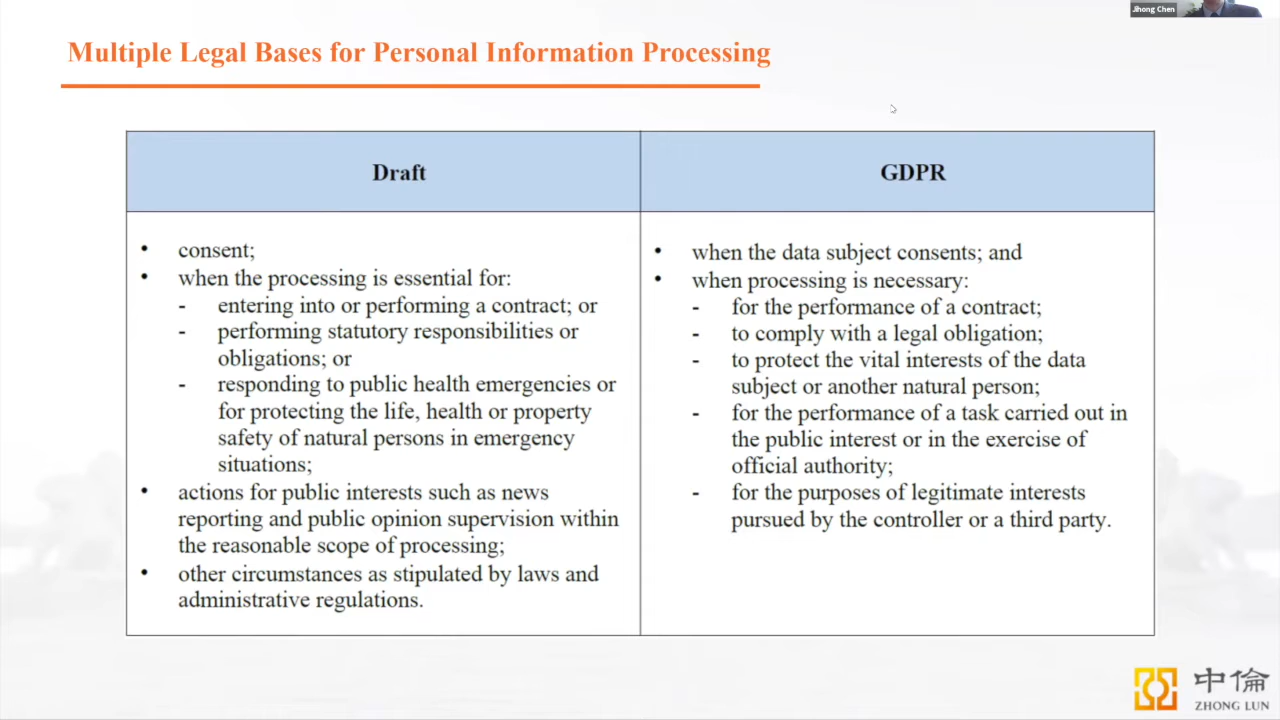 Jihong Chen
Multiple Legal Bases for Personal Information Processing
Draft
GDPR
• consent;
• when the processing is essential for:
- entering into or performing a contract; or
- performing statutory responsibilities or
obligations; or
- responding to public health emergencies or
for protecting the life, health or property
safety of natural persons in emergency
situations;
• actions for public interests such as news
reporting and public opinion supervision within
the reasonable scope of processing;
• other circumstances as stipulated by laws and
administrative regulations.
• when the data subject consents; and
• when processing is necessary:
- for the performance of a contract;
- to comply with a legal obligation;
- to protect the vital interests of the data
subject or another natural person;
- for the performance of a task carried out in
the public interest or in the exercise of
official authority;
- for the purposes of legitimate interests
pursued by the controller or a third party.
中倫
ZHONG LUN